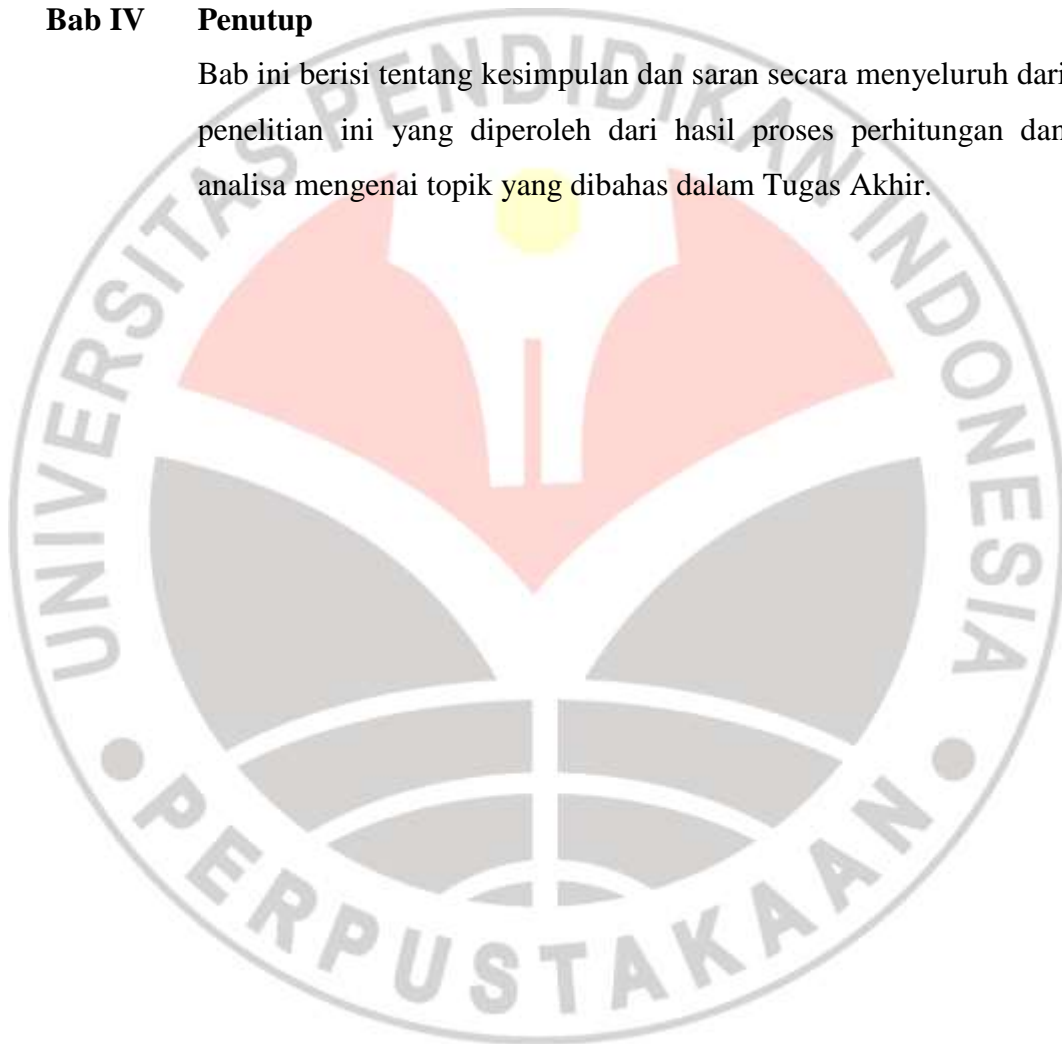 Bab IV Penutup
Bab ini berisi tentang kesimpulan dan saran secara menyeluruh dari
penelitian ini yang diperoleh dari hasil proses perhitungan dan
analisa mengenai topik yang dibahas dalam Tugas Akhir.
UNIVERSITAS PENDIDIKAN INDONESIA
PERPUSTAKAAN